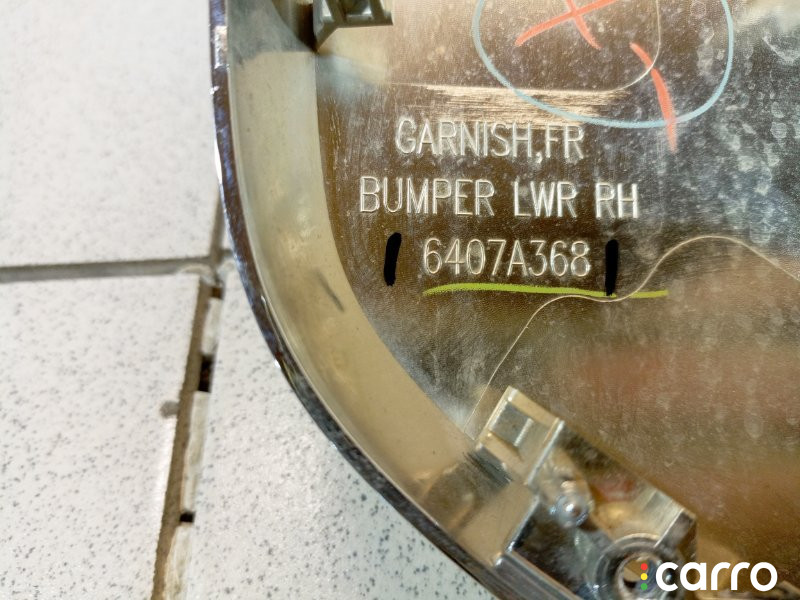 GARNISH,FR
BUMPER LWR RH
6407A368
carro